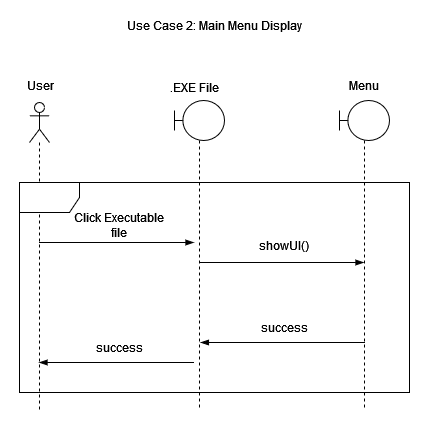 Use Case 2: Main Menu Display
User
.EXE File
Menu
Click Executable
file
showUI()
success
success